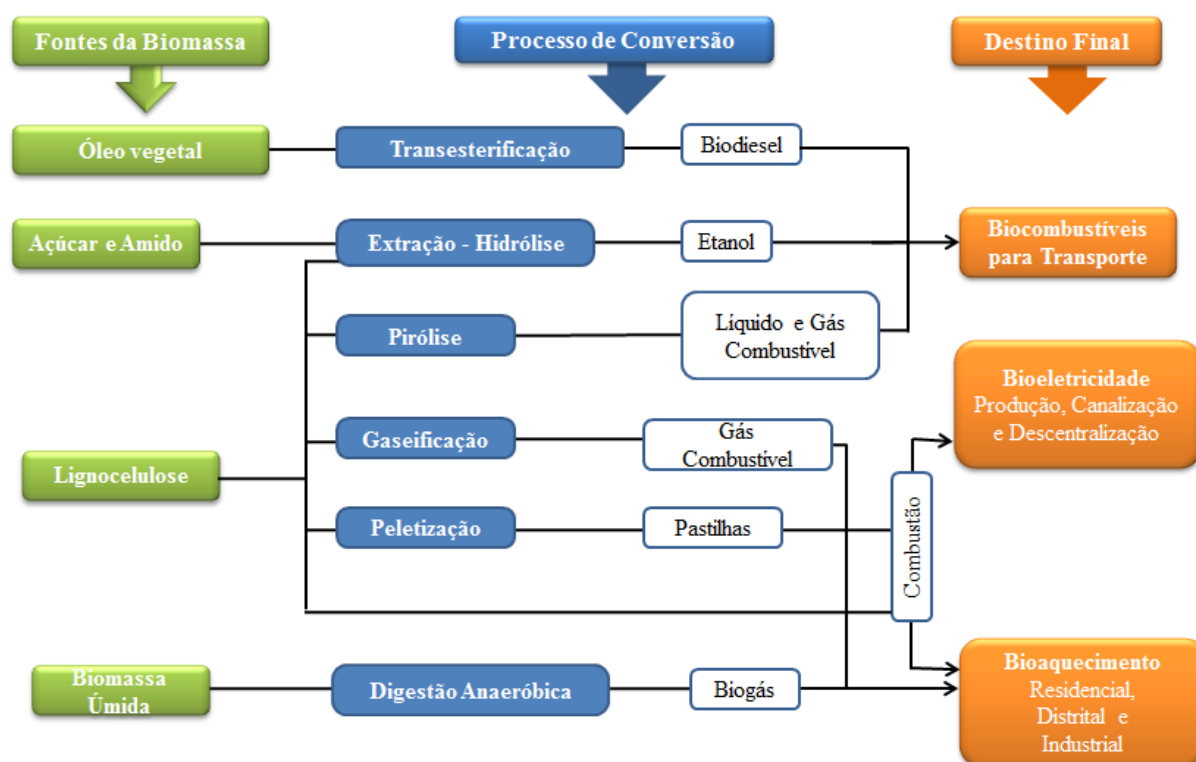 Fontes da Biomassa
Processo de Conversão
Destino Final
Óleo vegetal
Transesterificação
Biodiesel
Açúcar e Amido
Extração - Hidrólise
Etanol
Biocombustíveis
para Transporte
Pirólise
Líquido e Gás
Combustível
Bioeletricidade
Produção, Canalização
e Descentralização
Gaseificação
Gás
Combustível
Lignocelulose
Peletização
Pastilhas
Combustão
Biomassa
Úmida
Digestão Anaeróbica
Biogás
Bioaquecimento
Residencial,
Distrital e
Industrial